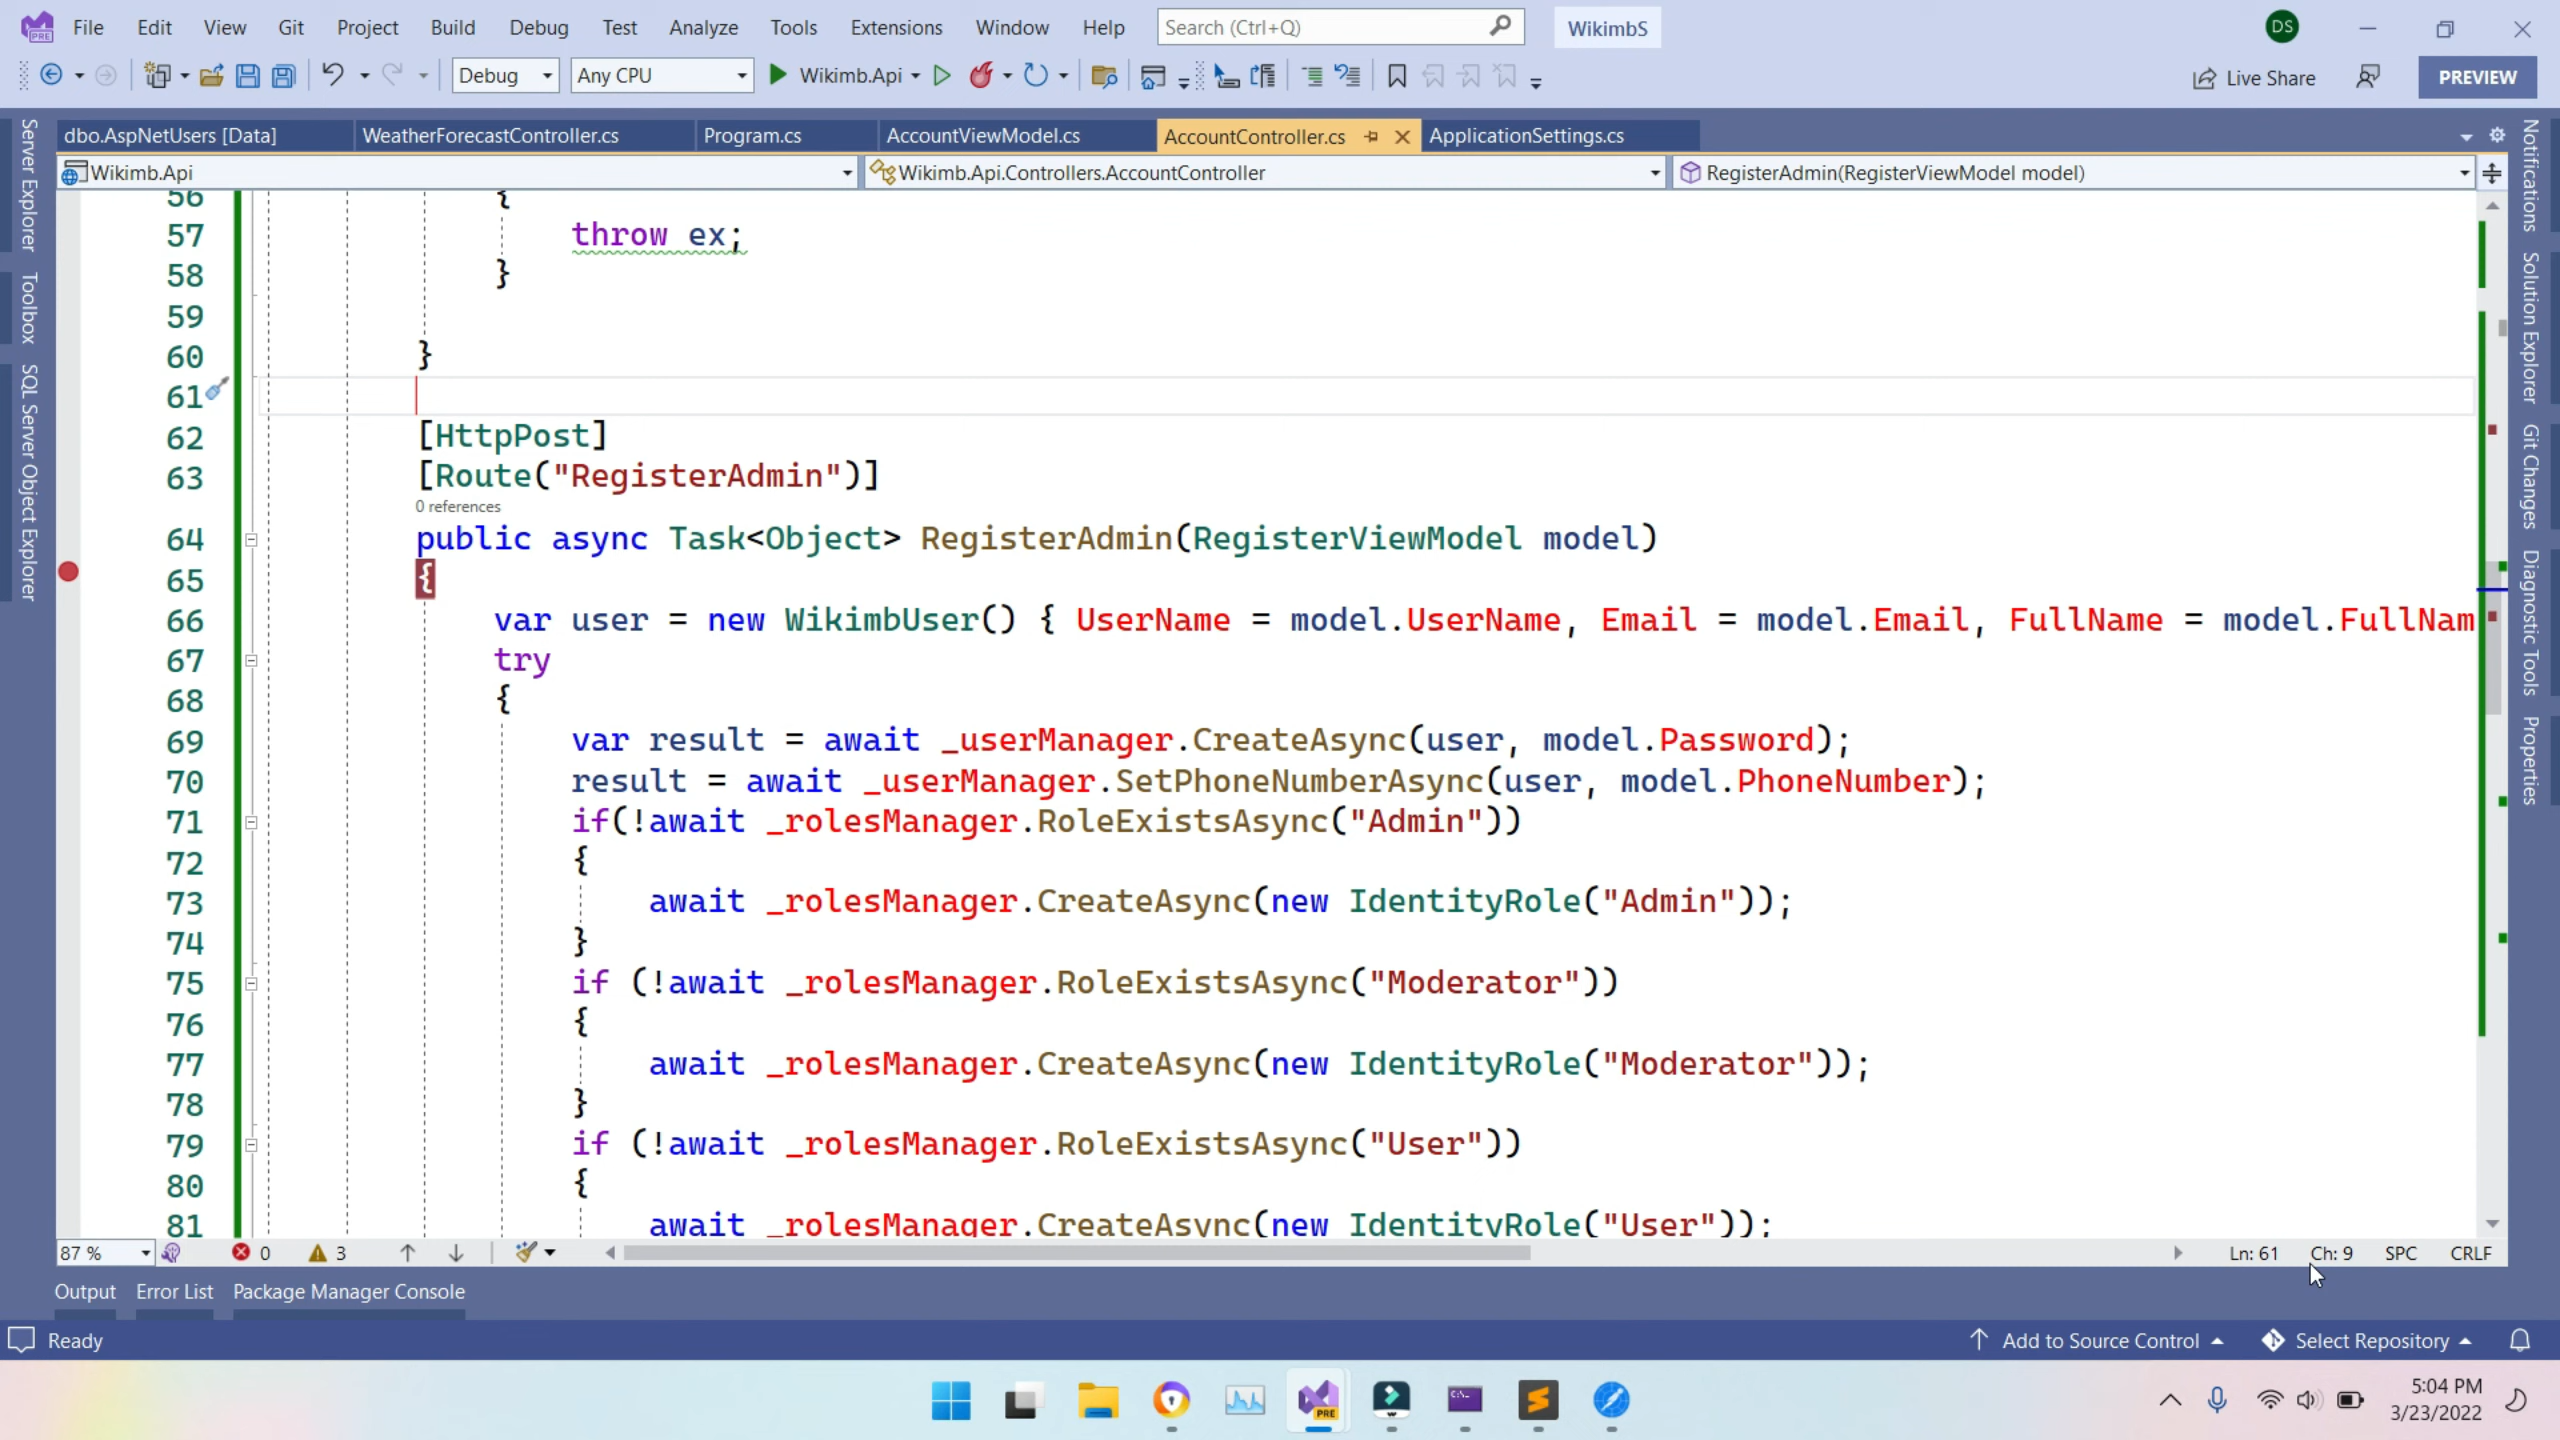 File Edit View Git Project Build Debug Test Analyze Tools Extensions Window Help Search (Ctrl+Q) WikimbS DS
Debug Any CPU Wikimb.Api Live Share PREVIEW
dbo.AspNetUsers [Data] WeatherForecastController.cs Program.cs AccountViewModel.cs AccountController.cs ApplicationSettings.cs
Wikimb.Api Wikimb.Api.Controllers.AccountController RegisterAdmin(RegisterViewModel model)
Server Explorer
Toolbox
SQL Server Object Explorer
56 {
57 throw ex;
58 }
59
60 }
61
62 [HttpPost]
63 [Route("RegisterAdmin")]
0 references
64 public async Task<Object> RegisterAdmin(RegisterViewModel model)
65 {
66 var user = new WikimbUser() { UserName = model.UserName, Email = model.Email, FullName = model.FullNam
67 try
68 {
69 var result = await _userManager.CreateAsync(user, model.Password);
70 result = await _userManager.SetPhoneNumberAsync(user, model.PhoneNumber);
71 if(!await _rolesManager.RoleExistsAsync("Admin"))
72 {
73 await _rolesManager.CreateAsync(new IdentityRole("Admin"));
74 }
75 if (!await _rolesManager.RoleExistsAsync("Moderator"))
76 {
77 await _rolesManager.CreateAsync(new IdentityRole("Moderator"));
78 }
79 if (!await _rolesManager.RoleExistsAsync("User"))
80 {
81 await _rolesManager.CreateAsync(new IdentityRole("User"));
Notifications
Solution Explorer
Git Changes
Diagnostic Tools
Properties
87 % 0 3 Ln: 61 Ch: 9 SPC CRLF
Output Error List Package Manager Console
Ready Add to Source Control Select Repository
PRE
5:04 PM
3/23/2022